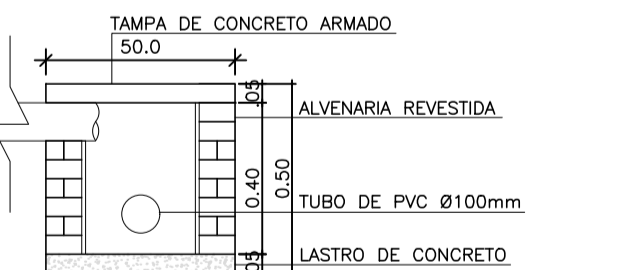 TAMPA DE CONCRETO ARMADO
50.0
.05
ALVENARIA REVESTIDA
0.40
0.50
TUBO DE PVC Ø100mm
LASTRO DE CONCRETO
.05